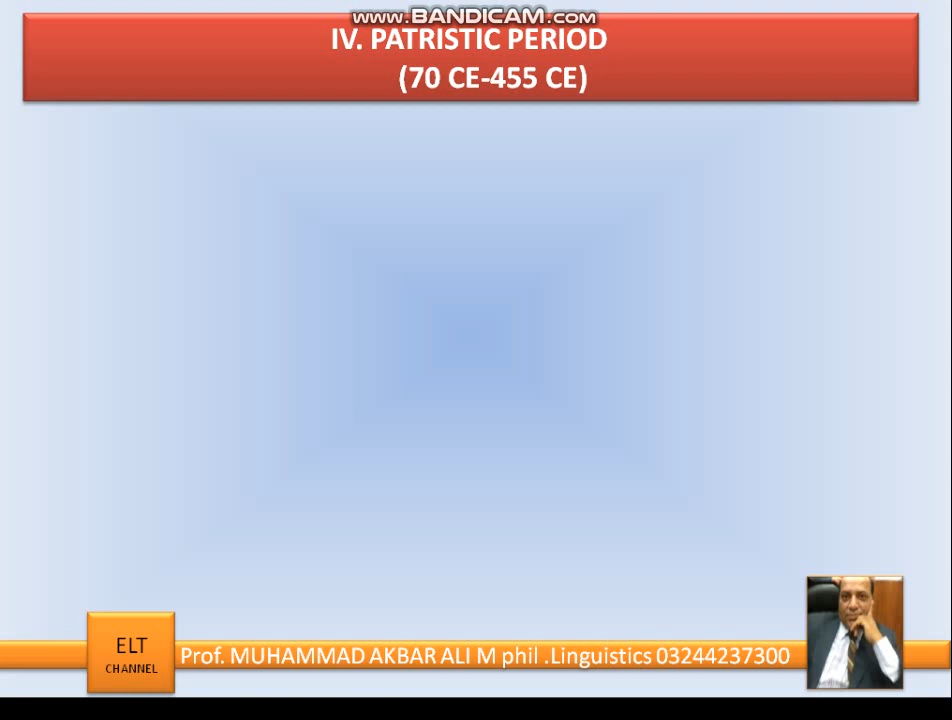 www.BANDICAM.com
IV. PATRISTIC PERIOD
(70 CE-455 CE)
ELT
CHANNEL
Prof. MUHAMMAD AKBAR ALI M phil .Linguistics 03244237300